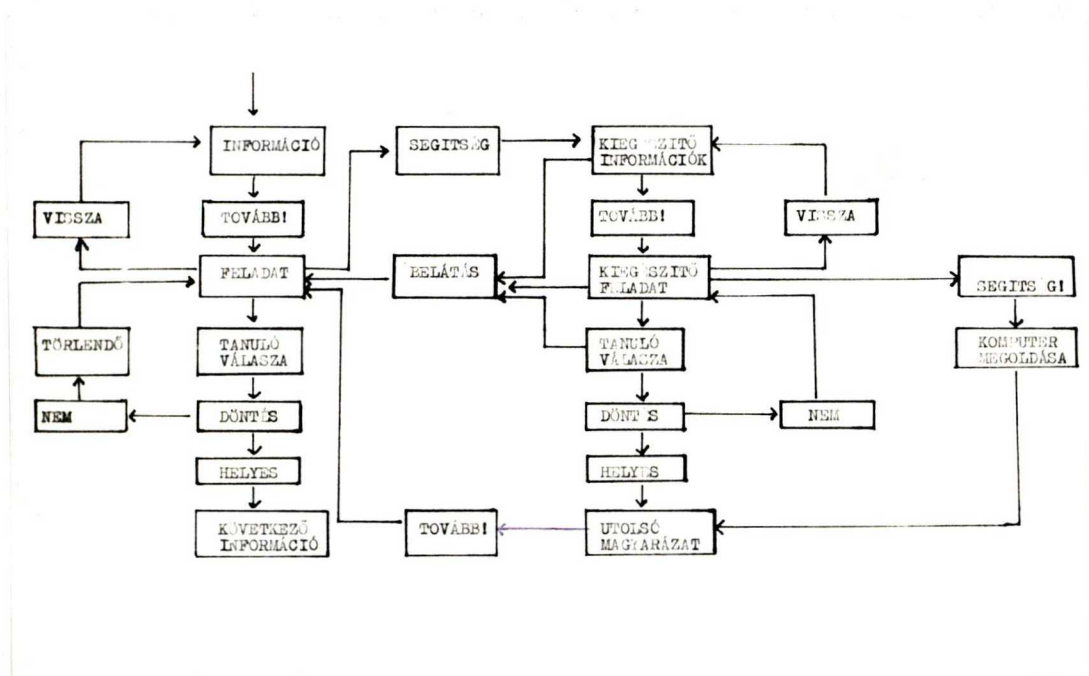 INFORMÁCIÓ
SEGITSÉG
KIEGÉSZITŐ
INFORMÁCIÓK
VISSZA
TOVÁBB!
TOVÁBB!
VISSZA
FELADAT
BELÁTÁS
KIEGÉSZITŐ
FELADAT
SEGITSÉG!
TÖRLENDŐ
TANULÓ
VÁLASZA
TANULÓ
VÁLASZA
KOMPUTER
MEGOLDÁSA
NEM
DÖNTÉS
DÖNTÉS
NEM
HELYES
HELYES
KÖVETKEZŐ
INFORMÁCIÓ
TOVÁBB!
UTOLSÓ
MAGYARÁZAT